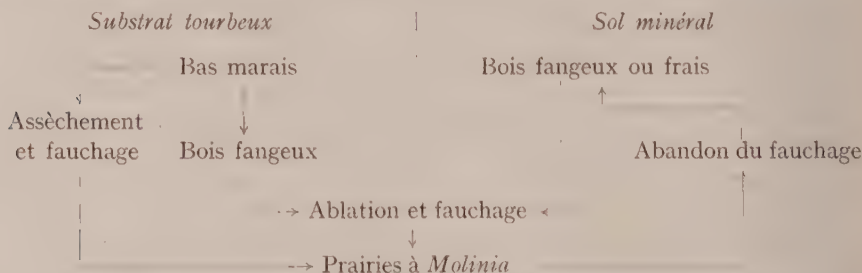 Substrat tourbeux Sol minéral
Bas marais Bois fangeux ou frais
Assèchement
et fauchage Bois fangeux Abandon du fauchage
Ablation et fauchage
Prairies à Molinia